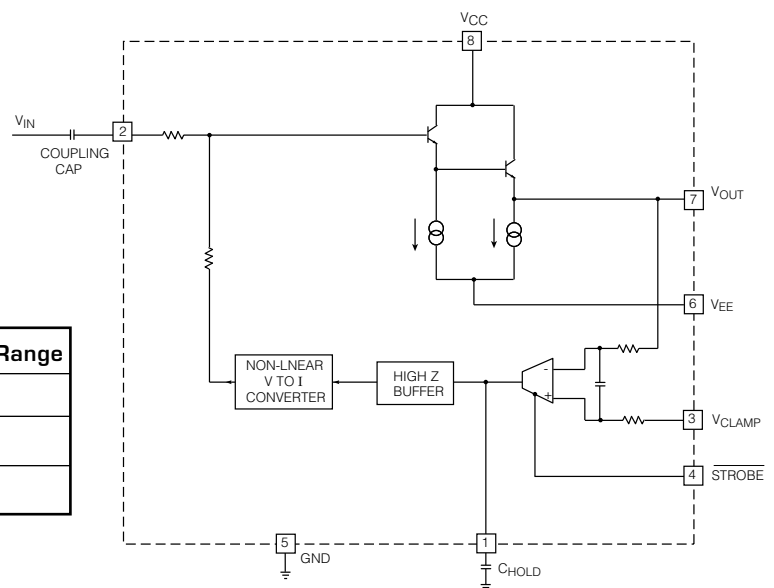 VCC
8
VIN
COUPLING
CAP
2
7
VOUT
6
VEE
Range
NON-LNEAR
V TO I
CONVERTER
HIGH Z
BUFFER
-
+
3
VCLAMP
4
STROBE
5
GND
1
CHOLD